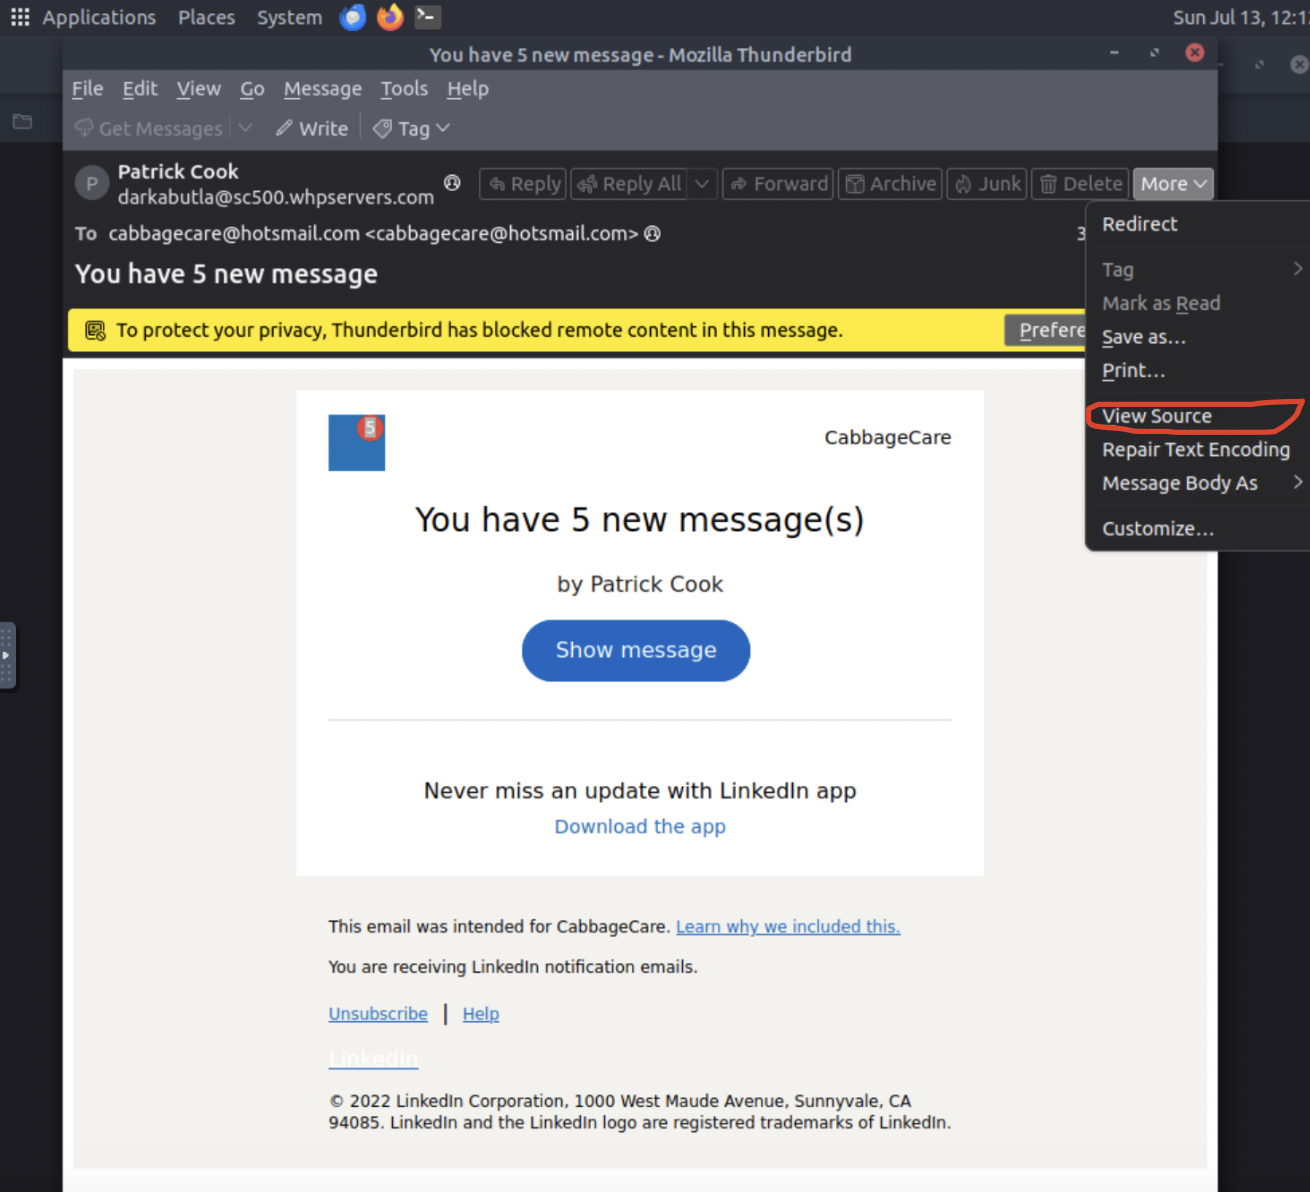 Applications Places System Sun Jul 13, 12:1
You have 5 new message - Mozilla Thunderbird
File Edit View Go Message Tools Help
Get Messages Write Tag
P Patrick Cook
darkabutla@sc500.whpservers.com
Reply Reply All Forward Archive Junk Delete More
To cabbagecare@hotsmail.com <cabbagecare@hotsmail.com> 3
You have 5 new message
To protect your privacy, Thunderbird has blocked remote content in this message. Prefere
Redirect
Tag
Mark as Read
Save as...
Print...
View Source
Repair Text Encoding
Message Body As
Customize...
5
CabbageCare
You have 5 new message(s)
by Patrick Cook
Show message
Never miss an update with LinkedIn app
Download the app
This email was intended for CabbageCare. Learn why we included this.
You are receiving LinkedIn notification emails.
Unsubscribe | Help
LinkedIn
© 2022 LinkedIn Corporation, 1000 West Maude Avenue, Sunnyvale, CA
94085. LinkedIn and the LinkedIn logo are registered trademarks of LinkedIn.